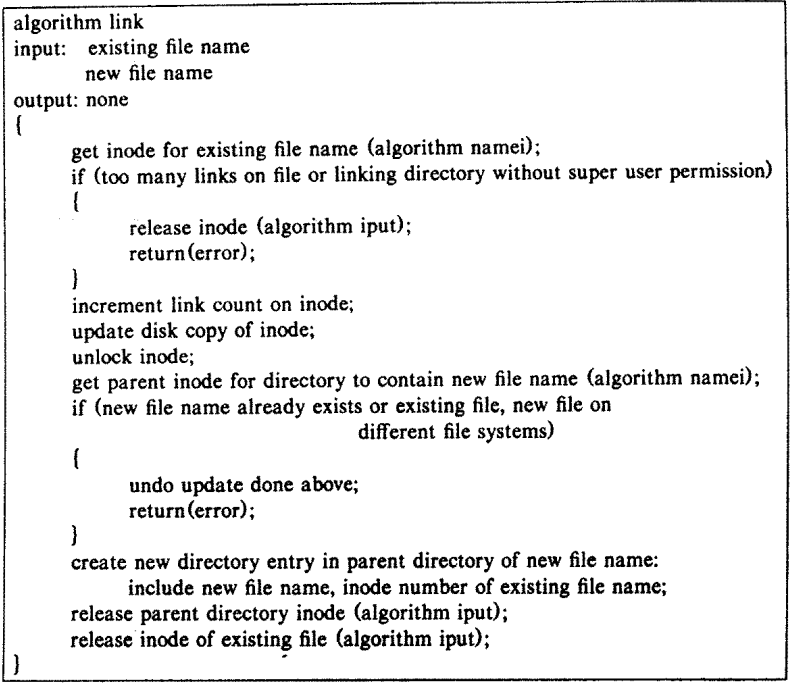 algorithm link
input: existing file name
new file name
output: none
{
get inode for existing file name (algorithm namei);
if (too many links on file or linking directory without super user permission)
{
release inode (algorithm iput);
return(error);
}
increment link count on inode;
update disk copy of inode;
unlock inode;
get parent inode for directory to contain new file name (algorithm namei);
if (new file name already exists or existing file, new file on
different file systems)
{
undo update done above;
return(error);
}
create new directory entry in parent directory of new file name:
include new file name, inode number of existing file name;
release parent directory inode (algorithm iput);
release inode of existing file (algorithm iput);
}